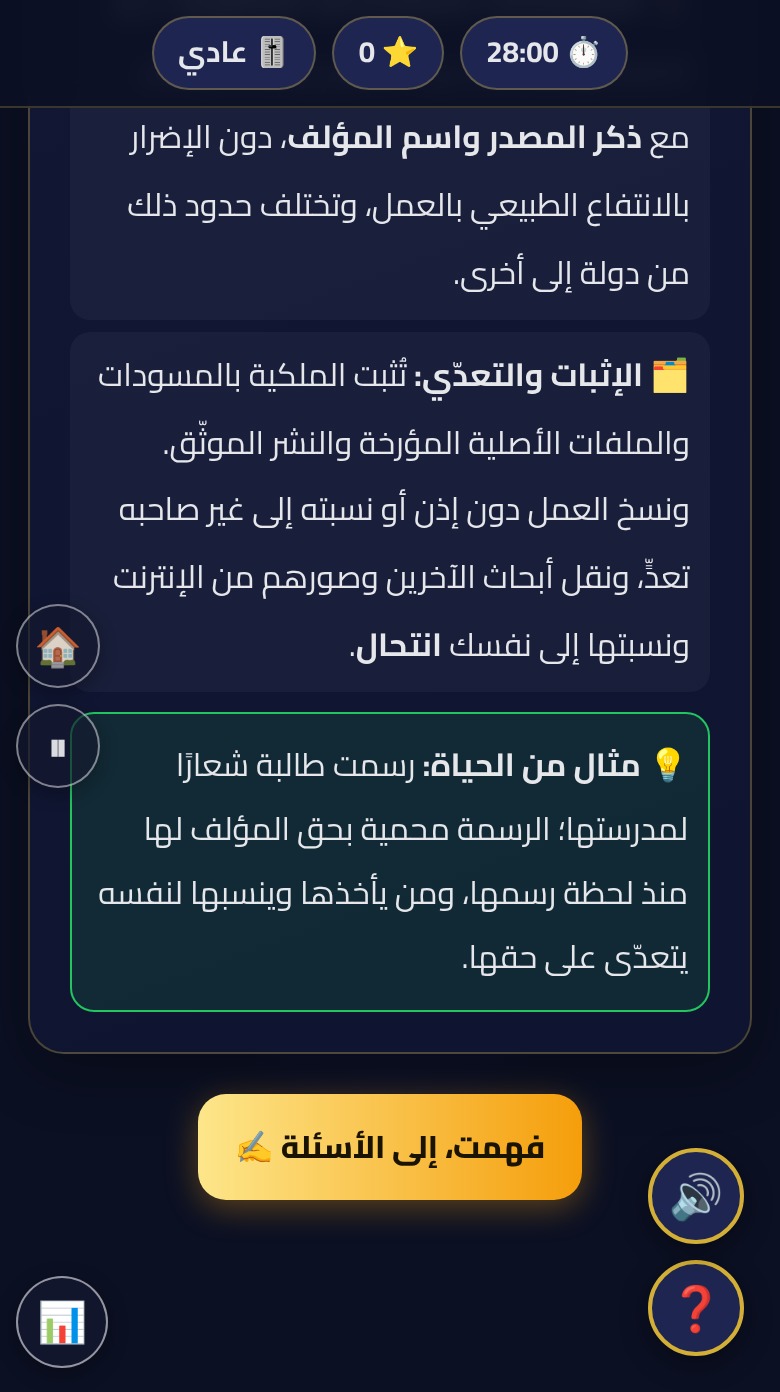 ⏱️ 28:00
⭐ 0
🎚️ عادي
مع ذكر المصدر واسم المؤلف، دون الإضرار
بالانتفاع الطبيعي بالعمل، وتختلف حدود ذلك
من دولة إلى أخرى.
🗂️ الإثبات والتعدّي: تُثبت الملكية بالمسودات
والملفات الأصلية المؤرخة والنشر الموثّق.
ونسخ العمل دون إذن أو نسبته إلى غير صاحبه
تعدٍّ، ونقل أبحاث الآخرين وصورهم من الإنترنت
ونسبتها إلى نفسك انتحال.
💡 مثال من الحياة: رسمت طالبة شعارًا
لمدرستها؛ الرسمة محمية بحق المؤلف لها
منذ لحظة رسمها، ومن يأخذها وينسبها لنفسه
يتعدّى على حقها.
فهمت، إلى الأسئلة ✍️